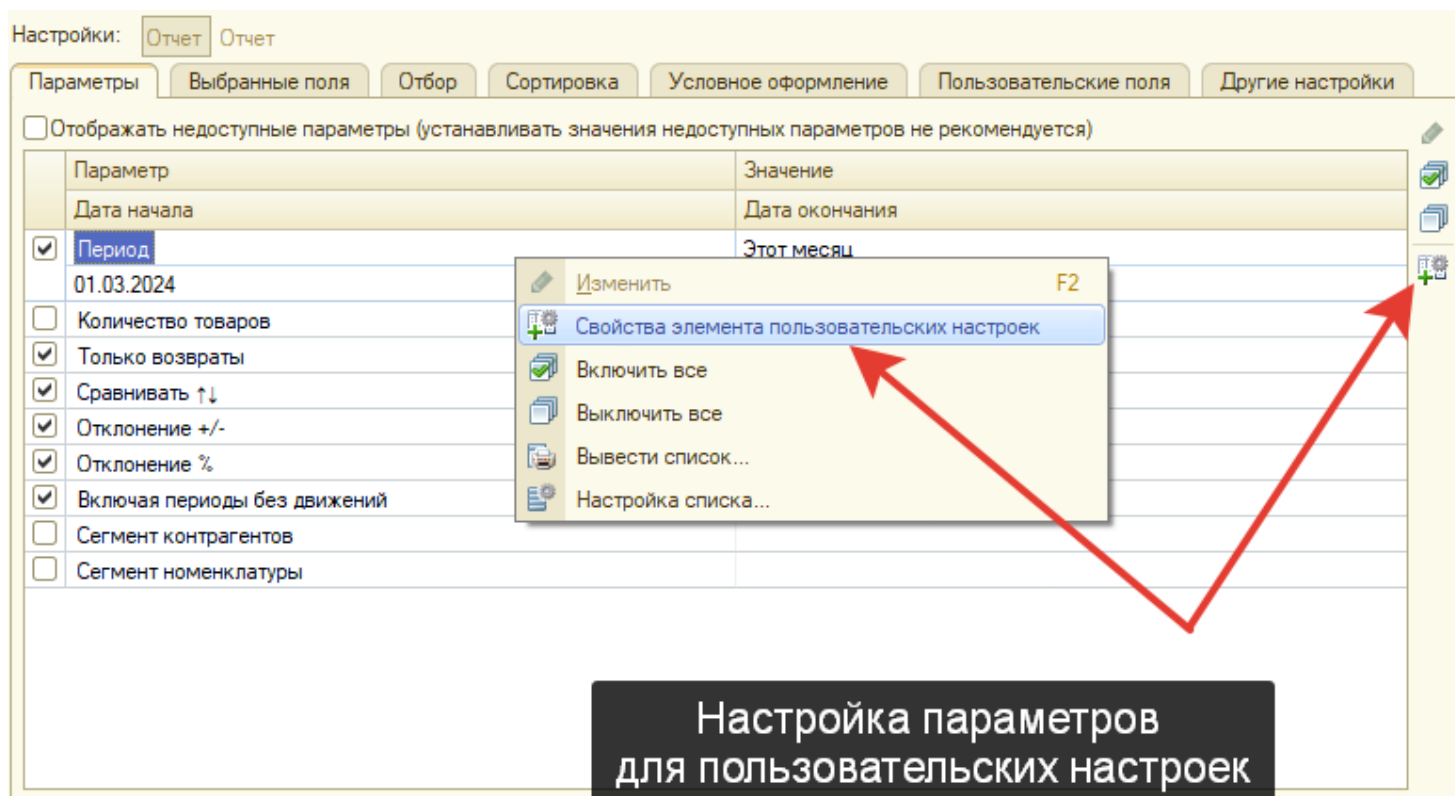 Настройки: Отчет Отчет
Параметры Выбранные поля Отбор Сортировка Условное оформление Пользовательские поля Другие настройки
Отображать недоступные параметры (устанавливать значения недоступных параметров не рекомендуется)
Параметр Значение
Дата начала Дата окончания
Период Этот месяц
01.03.2024
Изменить F2
Свойства элемента пользовательских настроек
Включить все
Выключить все
Вывести список...
Настройка списка...
Количество товаров
Только возвраты
Сравнивать ↑↓
Отклонение +/-
Отклонение %
Включая периоды без движений
Сегмент контрагентов
Сегмент номенклатуры
Настройка параметров
для пользовательских настроек